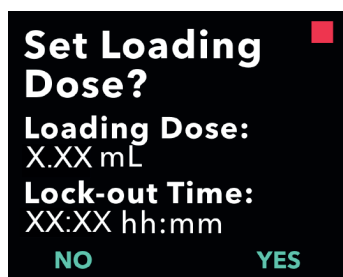 Set Loading
Dose?
Loading Dose:
X.XX mL
Lock-out Time:
XX:XX hh:mm
NO YES